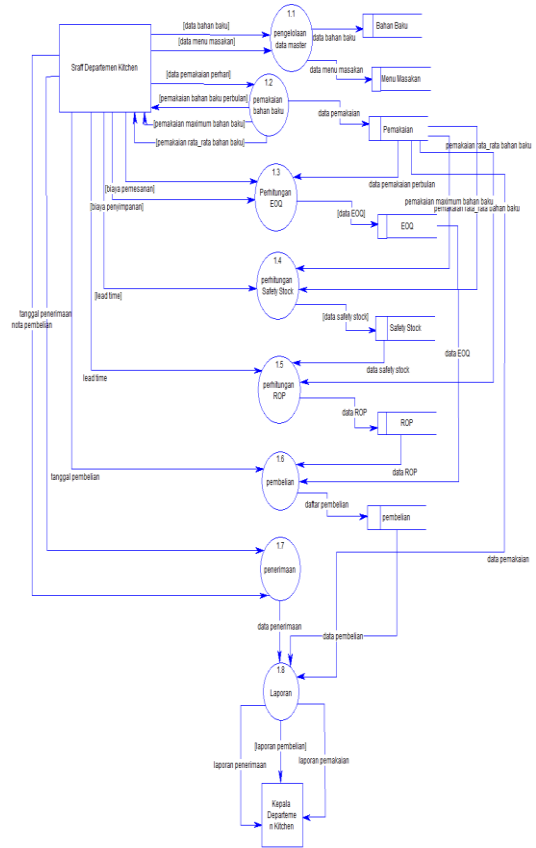 1.1
pengelolaan
data master
[data bahan baku]
[data menu masakan]
data bahan baku
Bahan Baku
data menu masakan
Menu Masakan
Sraff Departemen Kitchen
[data pemakaian perhari]
1.2
pemakaian
bahan baku
[pemakaian bahan baku perbulan]
[pemakaian maximum bahan baku]
[pemakaian rata_rata bahan baku]
data pemakaian
Pemakaian
pemakaian rata_rata bahan baku
1.3
Perhitungan
EOQ
data pemakaian perbulan
[biaya pemesanan]
[biaya penyimpanan]
pemakaian maximum bahan baku
pemakaian rata_rata bahan baku
[data EOQ]
EOQ
1.4
perhitungan
Safety Stock
[lead time]
[data safety stock]
Safety Stock
tanggal penerimaan
nota pembelian
data EOQ
1.5
perhitungan
ROP
data safety stock
lead time
data ROP
ROP
1.6
pembelian
data ROP
tanggal pembelian
daftar pembelian
pembelian
1.7
penerimaan
data pemakaian
data penerimaan
data pembelian
1.8
Laporan
[laporan pembelian]
laporan penerimaan
laporan pemakaian
Kepala
Departeme
n Kitchen